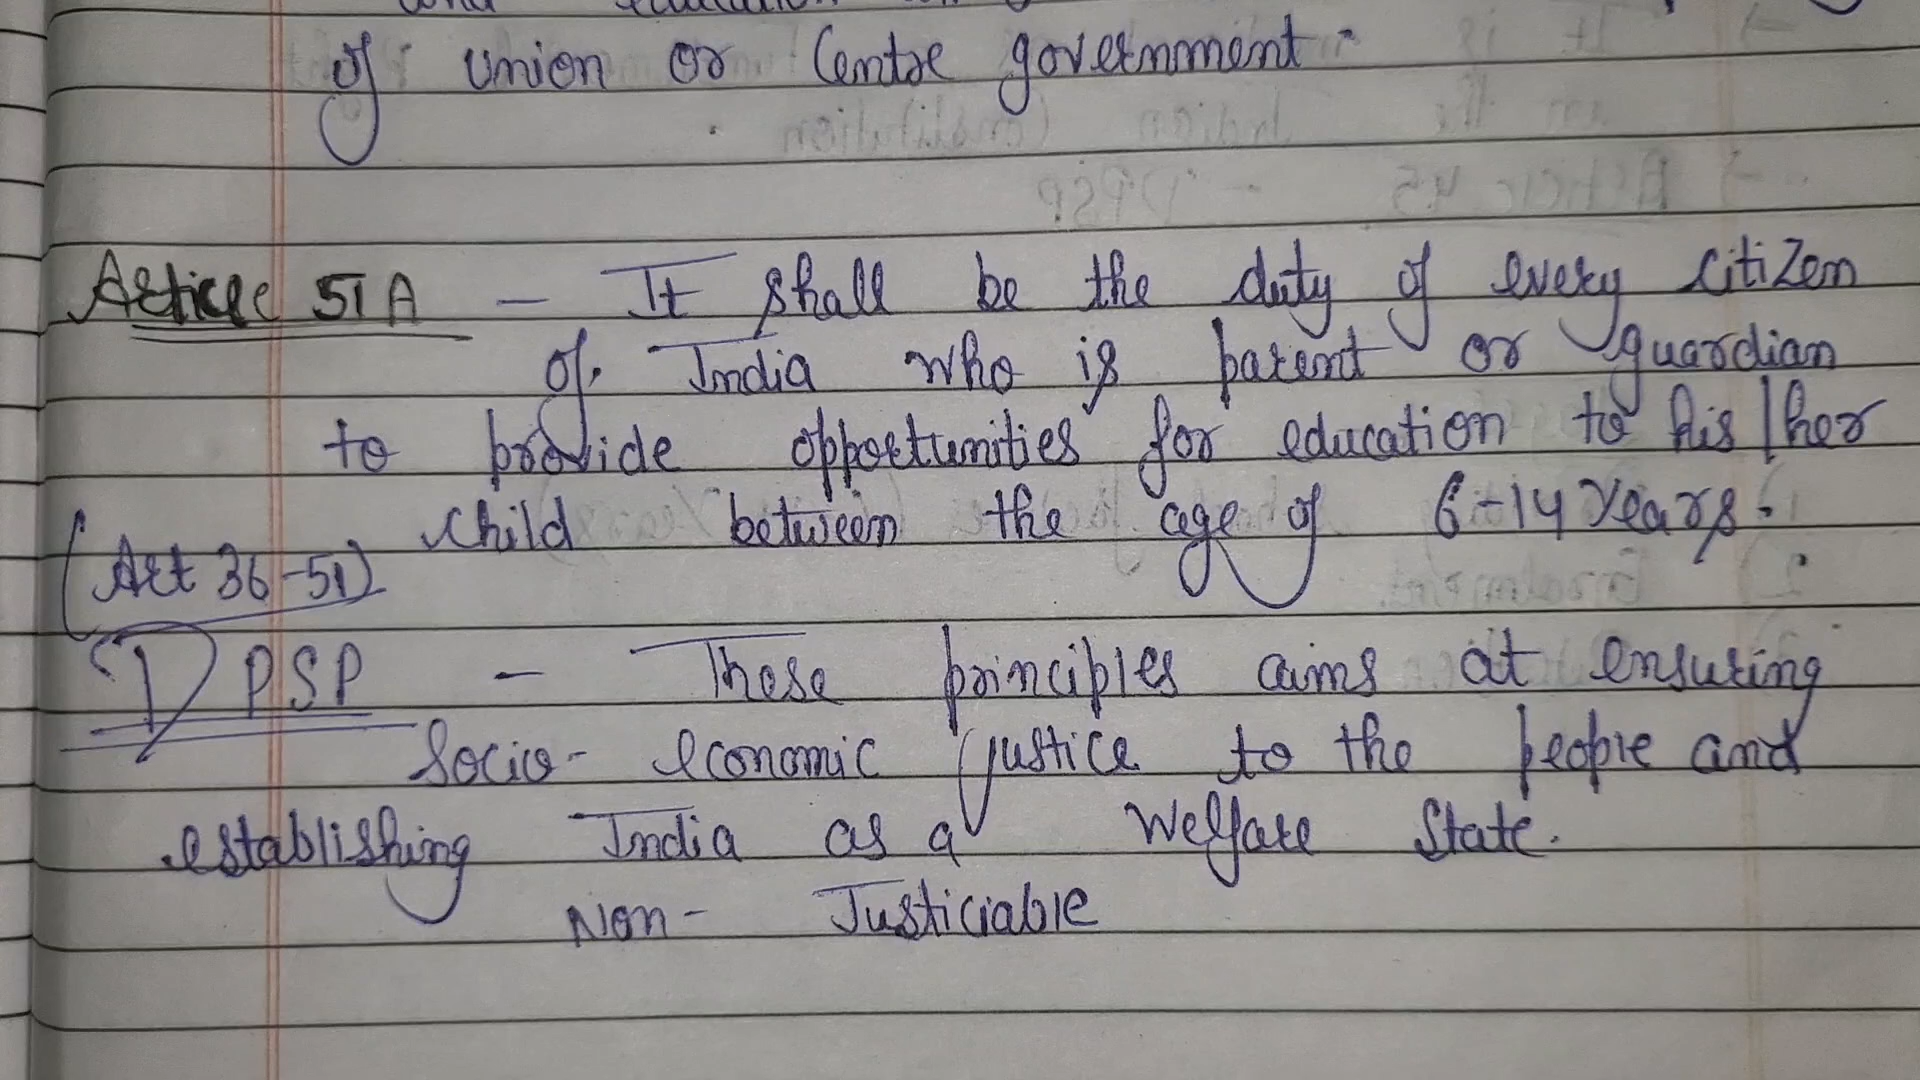 of union or Centre government.
Article 51 A - It shall be the duty of every citizen
of India who is parent or guardian
to provide opportunities for education to his/her
child between the age of 6-14 Years.
(Art 36-51)
DPSP - These principles aims at ensuring
Socio-economic justice to the people and
establishing India as a Welfare State.
Non-Justiciable